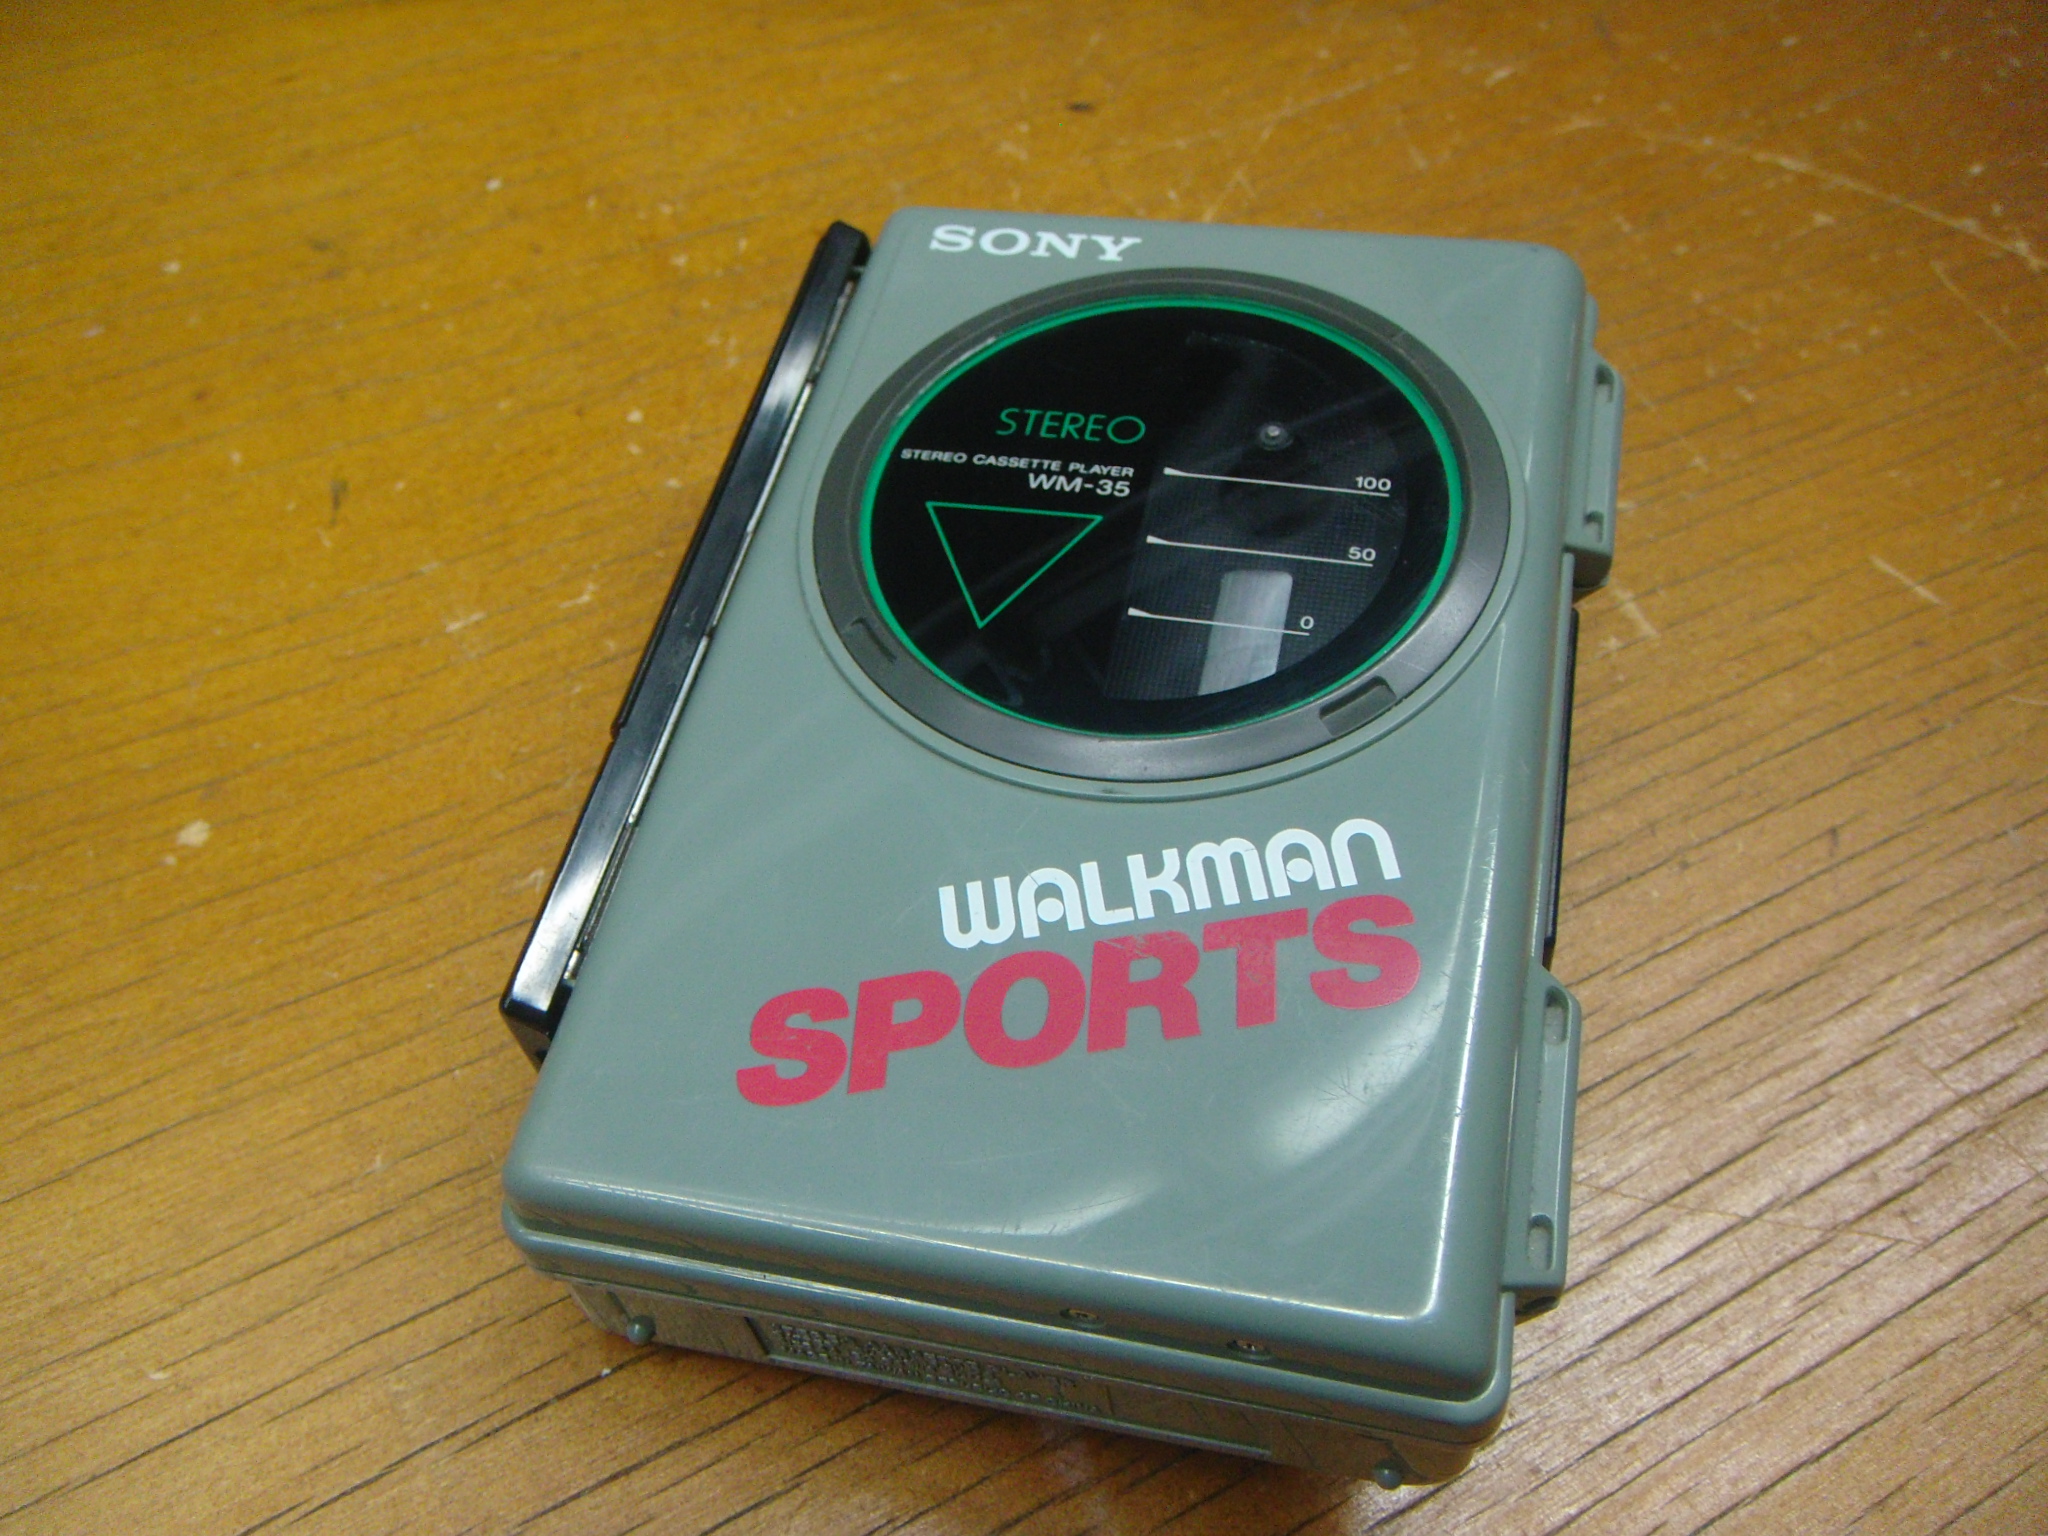 SONY
STEREO
STEREO CASSETTE PLAYER
WM-35
100
50
0
WALKMAN
SPORTS